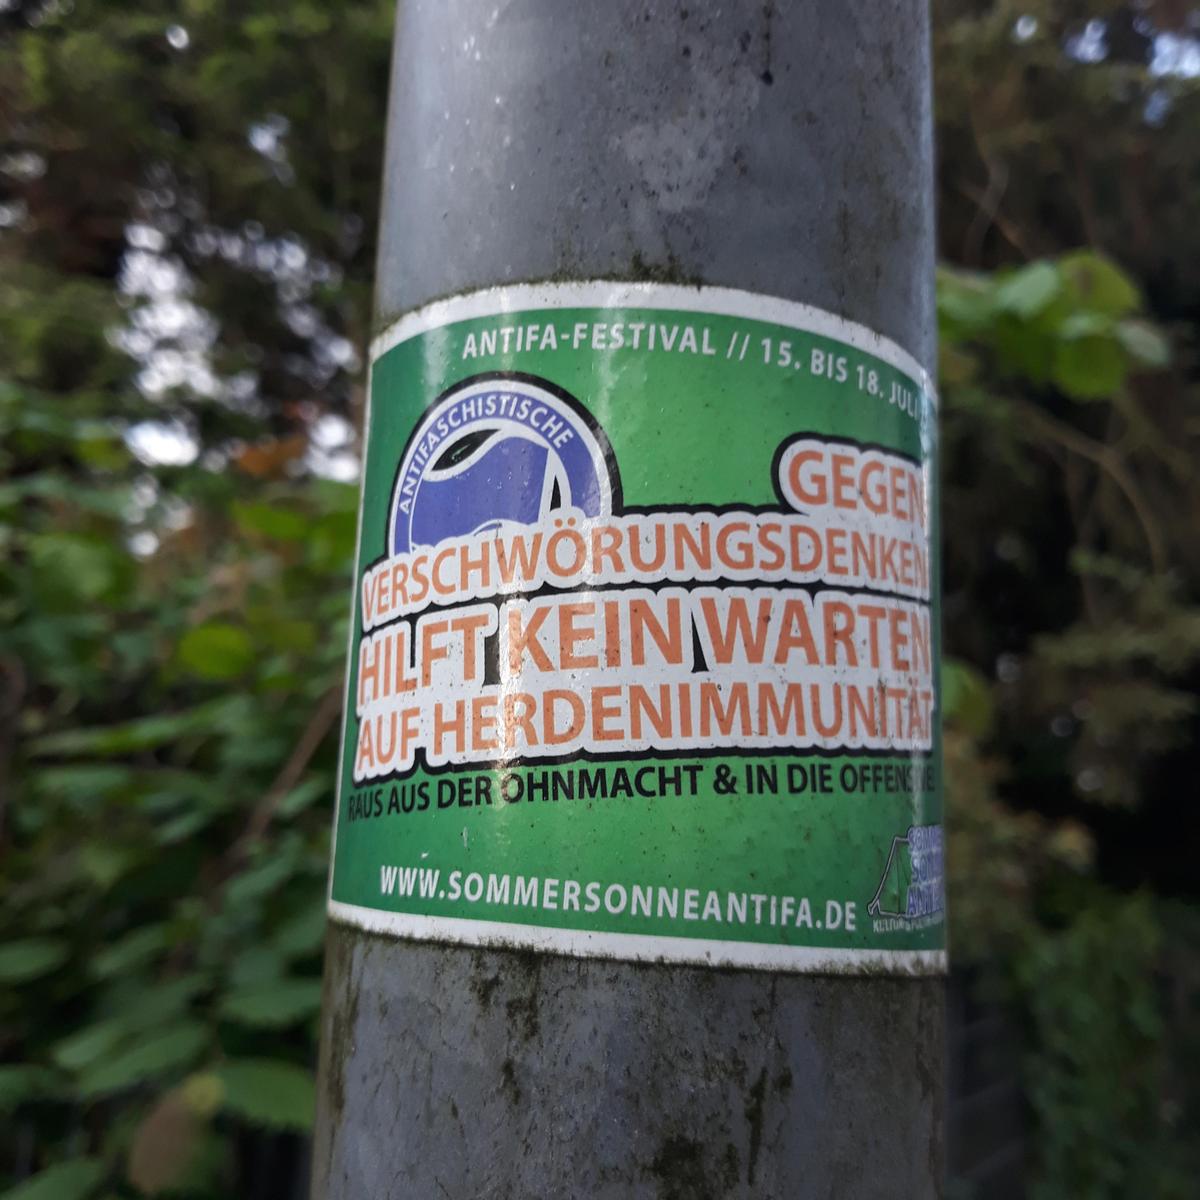 ANTIFA-FESTIVAL // 15. BIS 18. JULI
ANTIFASCHISTISCHE
GEGEN
VERSCHWÖRUNGSDENKEN
HILFT KEIN WARTEN
AUF HERDENIMMUNITÄT
RAUS AUS DER OHNMACHT & IN DIE
WWW.SOMMERSONNEANTIFA.DE